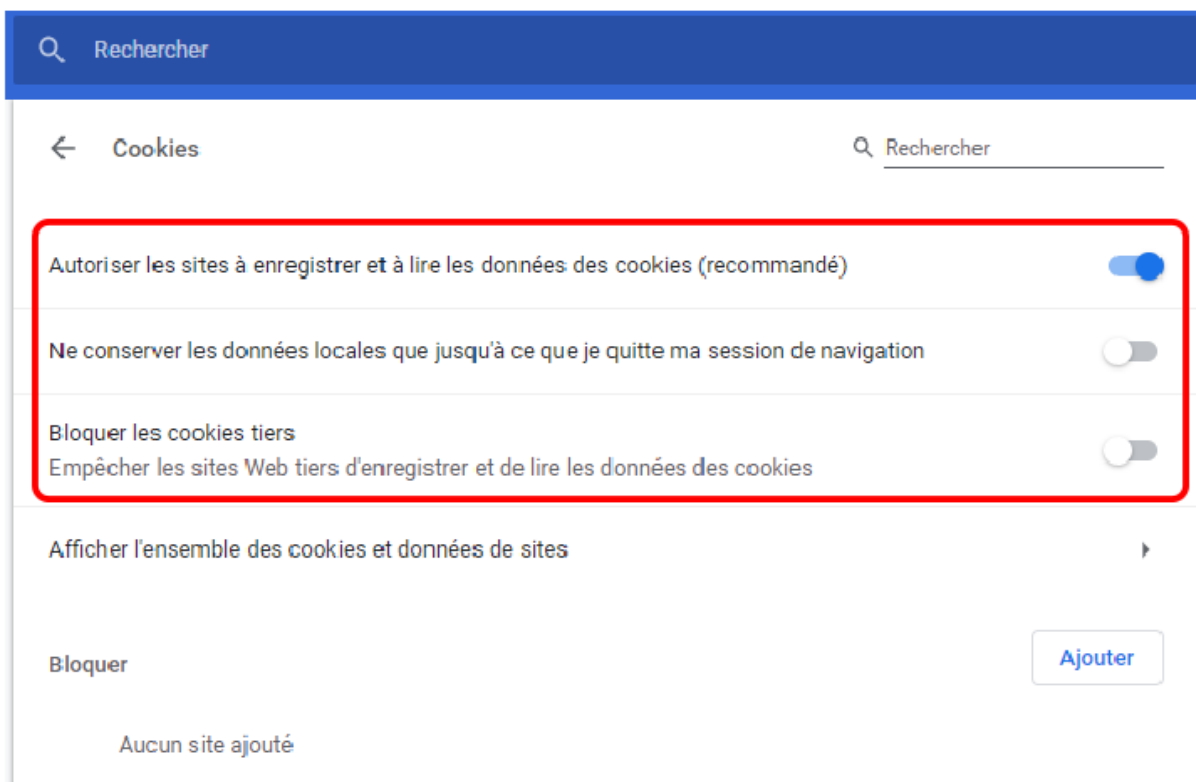 Rechercher
Cookies
Rechercher
Autoriser les sites à enregistrer et à lire les données des cookies (recommandé)
Ne conserver les données locales que jusqu'à ce que je quitte ma session de navigation
Bloquer les cookies tiers
Empêcher les sites Web tiers d'enregistrer et de lire les données des cookies
Afficher l'ensemble des cookies et données de sites
Bloquer
Ajouter
Aucun site ajouté